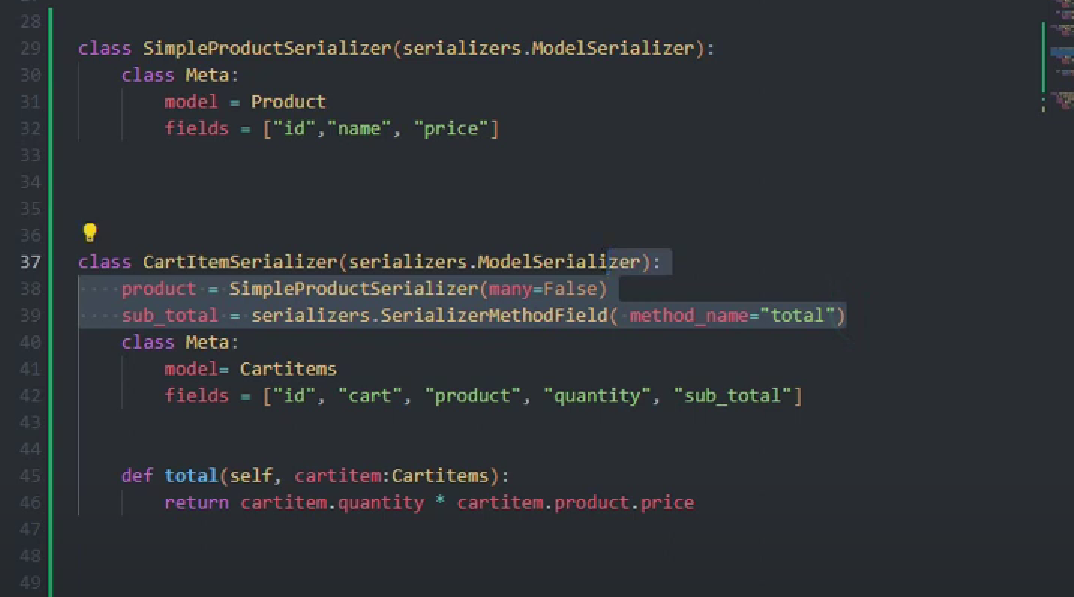 28
29 class SimpleProductSerializer(serializers.ModelSerializer):
30     class Meta:
31         model = Product
32         fields = ["id","name", "price"]
33
34
35
36
37 class CartItemSerializer(serializers.ModelSerializer):
38     product = SimpleProductSerializer(many=False)
39     sub_total = serializers.SerializerMethodField( method_name="total")
40     class Meta:
41         model= Cartitems
42         fields = ["id", "cart", "product", "quantity", "sub_total"]
43
44
45     def total(self, cartitem:Cartitems):
46         return cartitem.quantity * cartitem.product.price
47
48
49